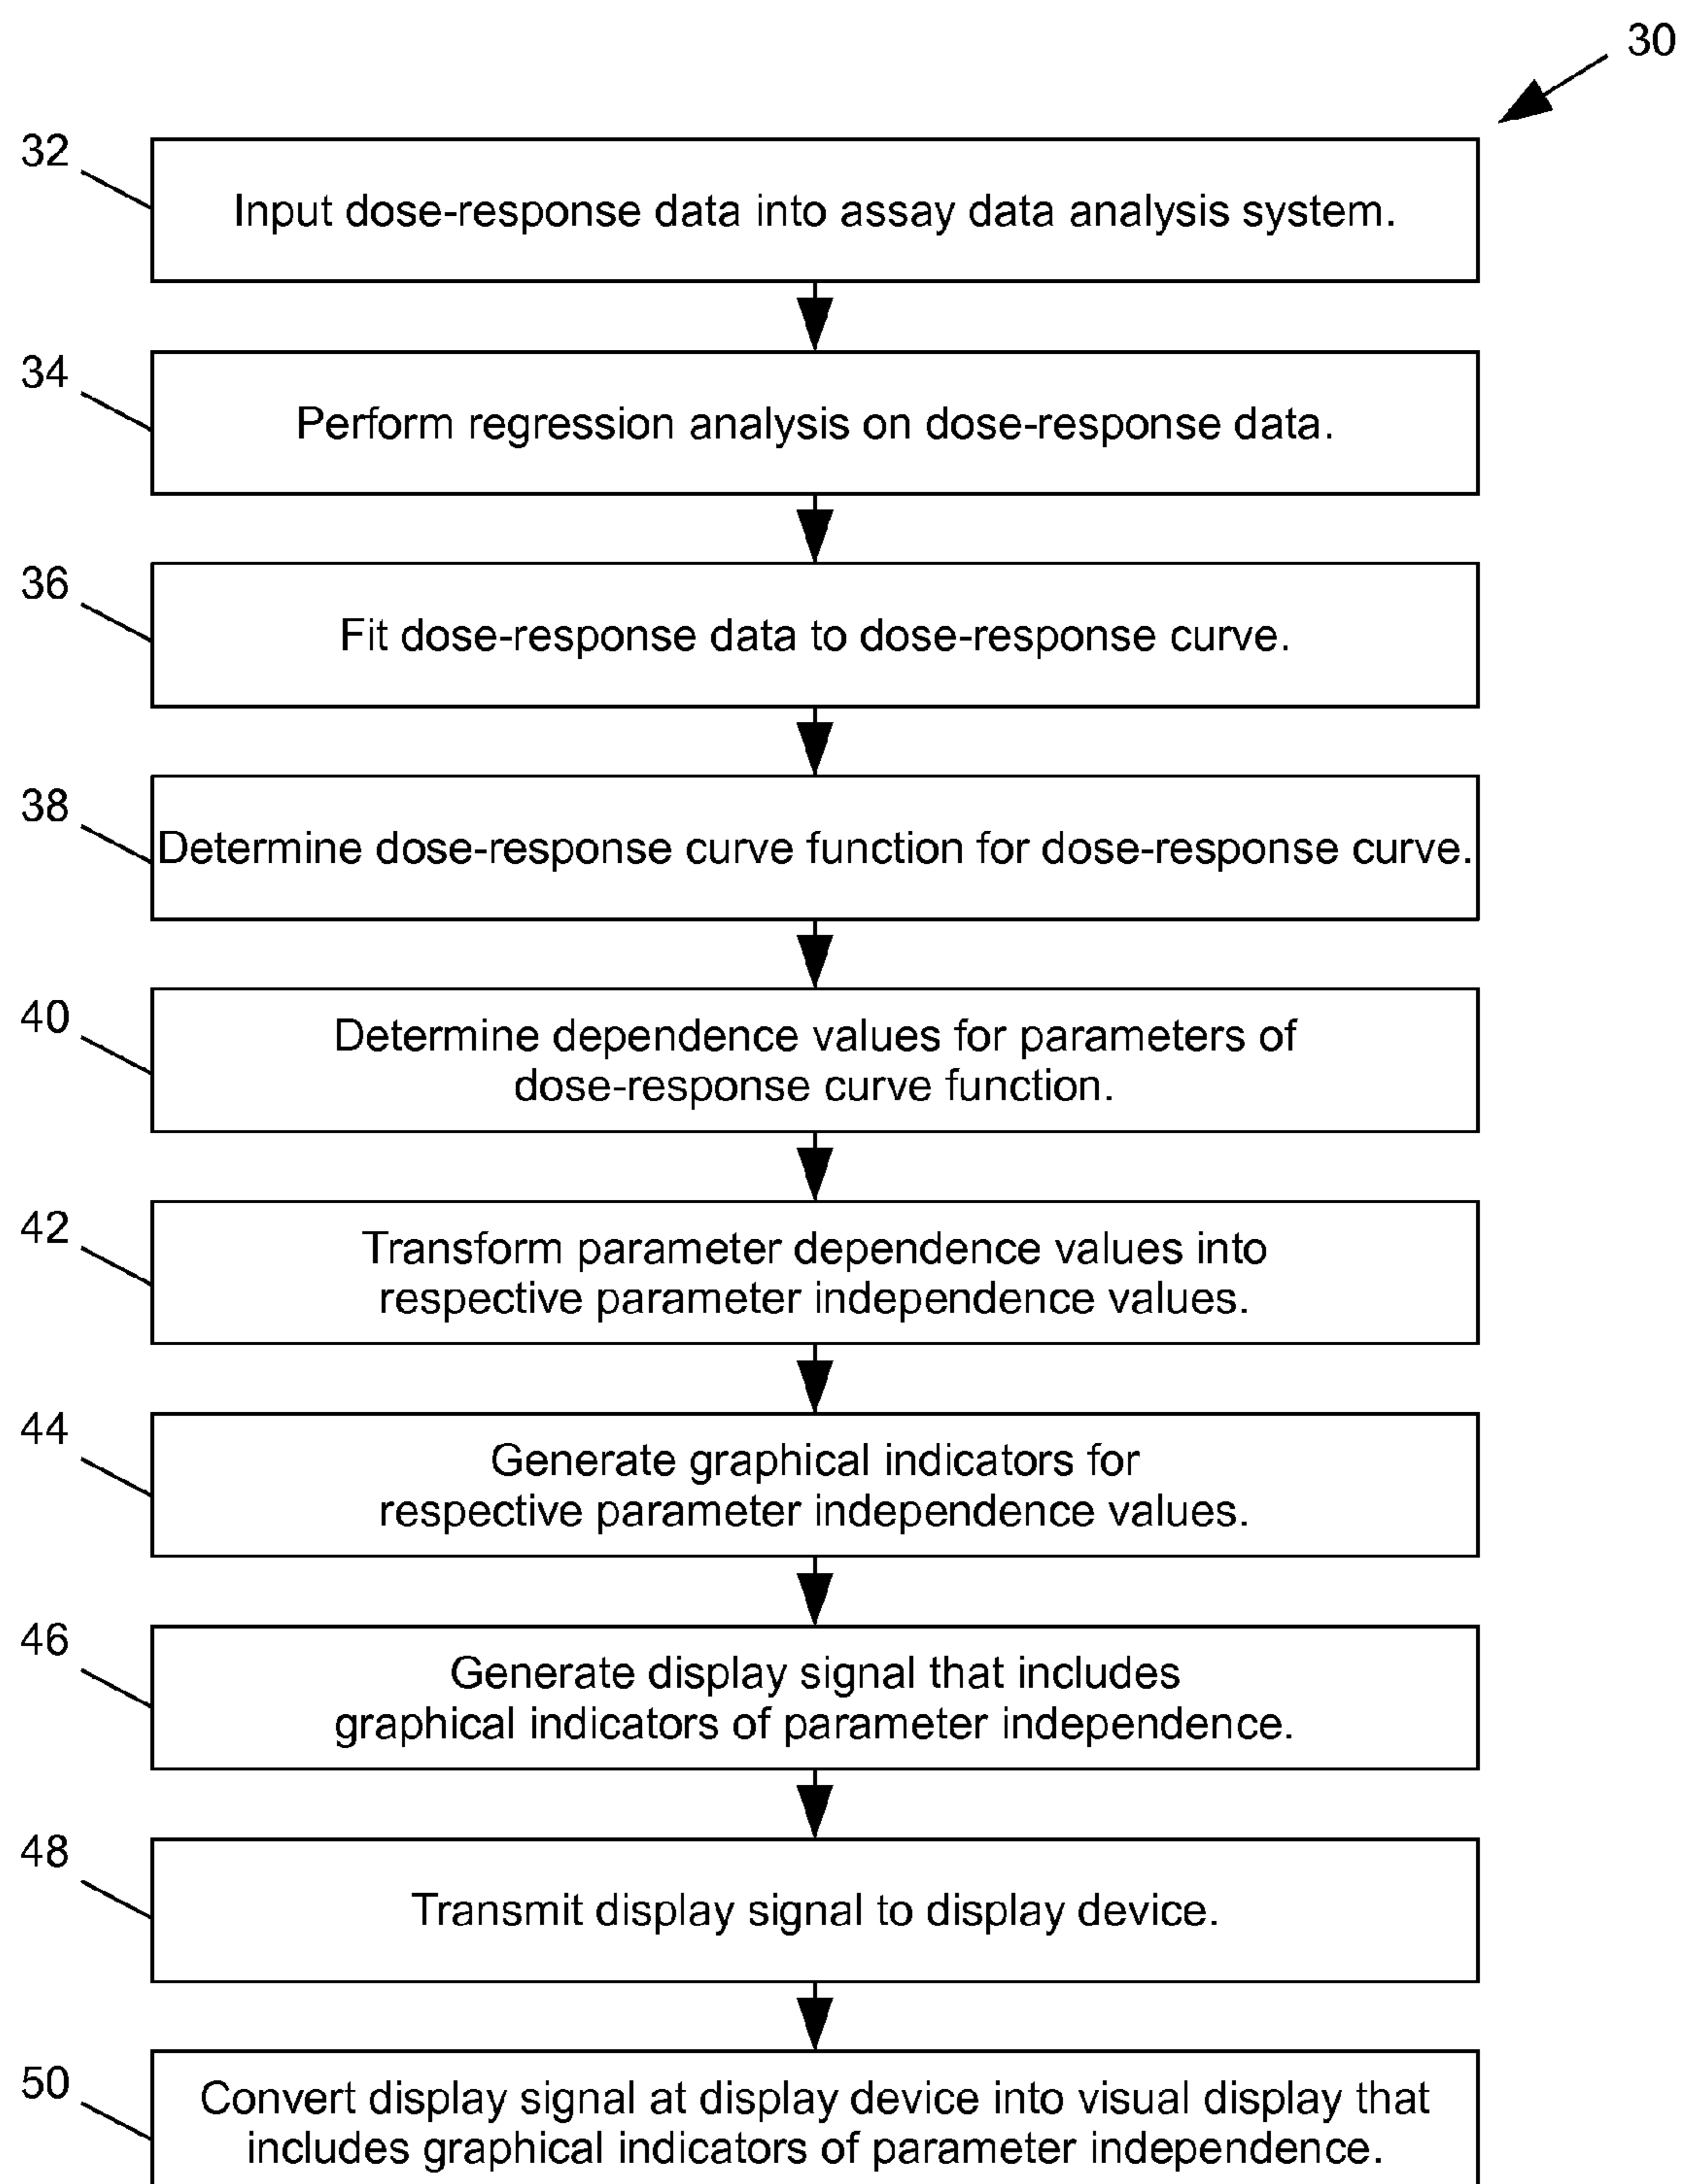 30
32
Input dose-response data into assay data analysis system.
34
Perform regression analysis on dose-response data.
36
Fit dose-response data to dose-response curve.
38
Determine dose-response curve function for dose-response curve.
40
Determine dependence values for parameters of
dose-response curve function.
42
Transform parameter dependence values into
respective parameter independence values.
44
Generate graphical indicators for
respective parameter independence values.
46
Generate display signal that includes
graphical indicators of parameter independence.
48
Transmit display signal to display device.
50
Convert display signal at display device into visual display that
includes graphical indicators of parameter independence.